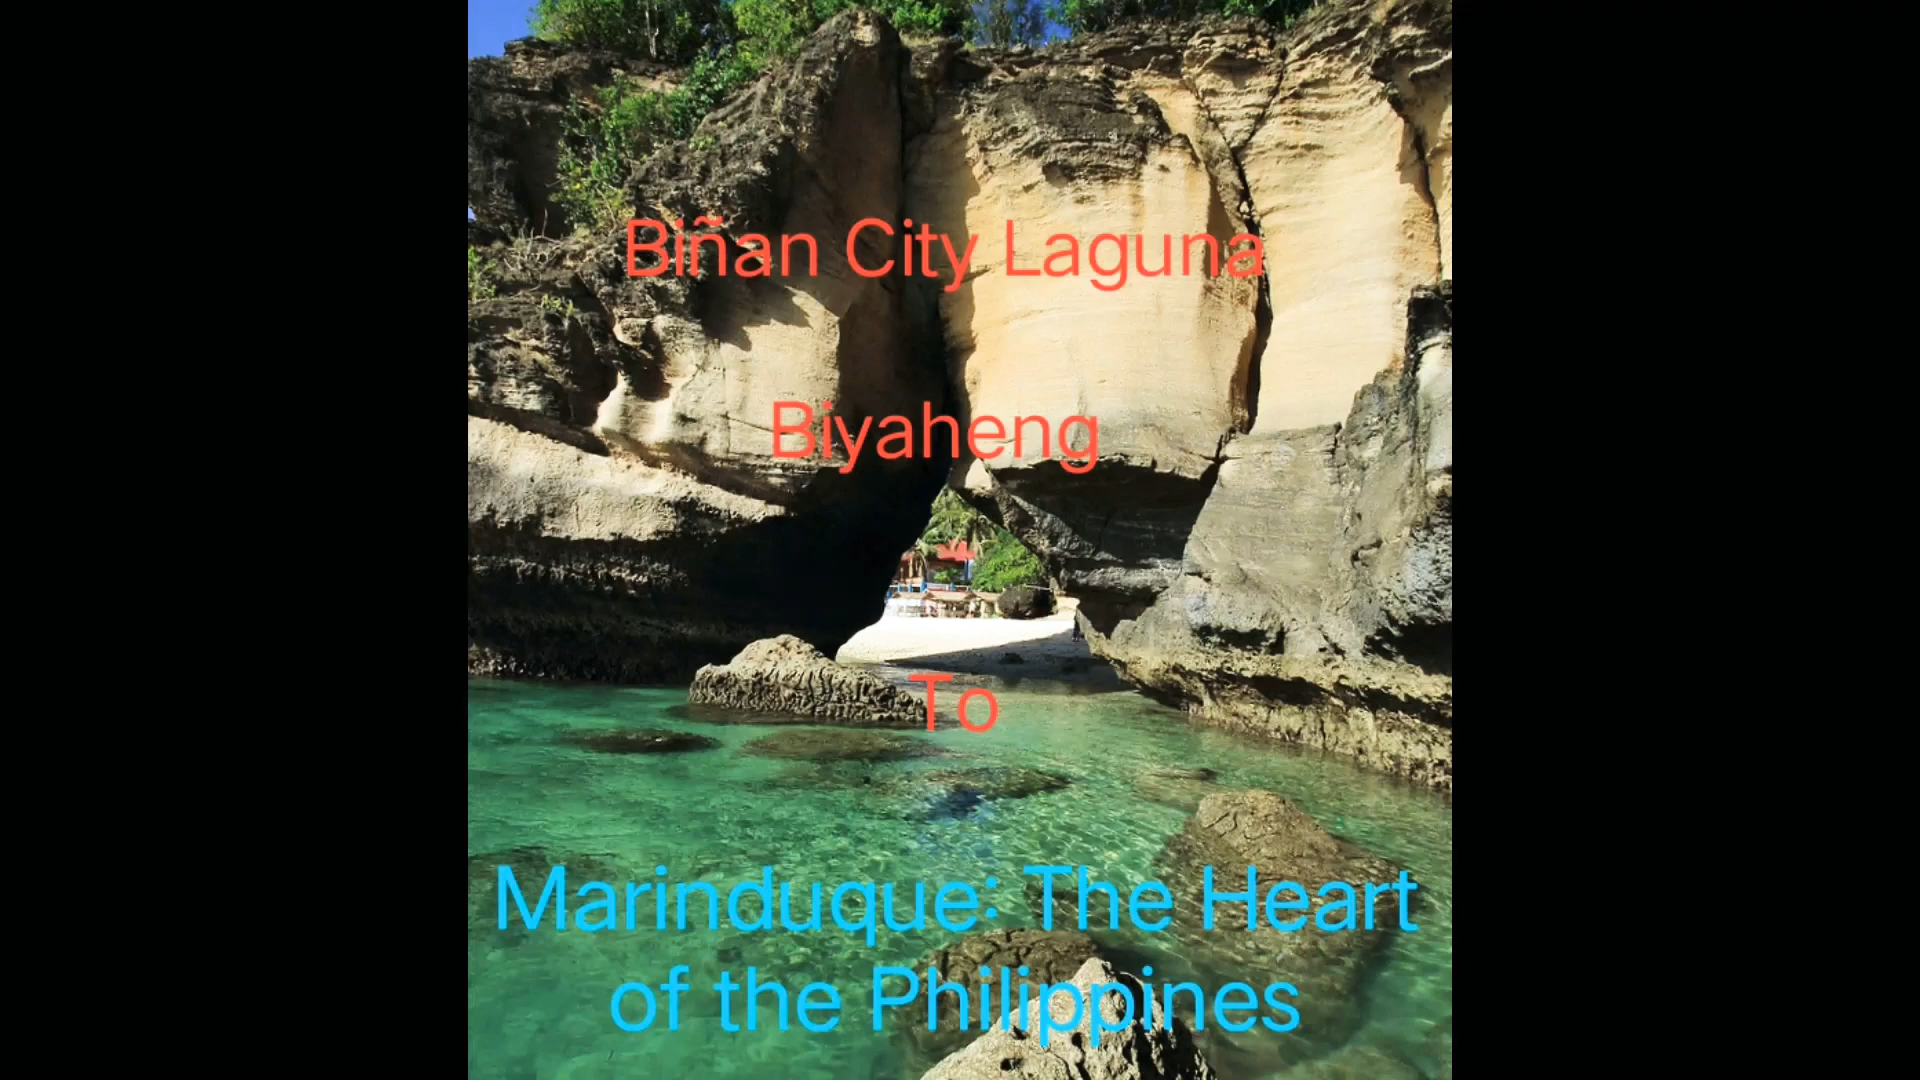 Biñan City Laguna
Biyaheng
To
Marinduque: The Heart
of the Philippines